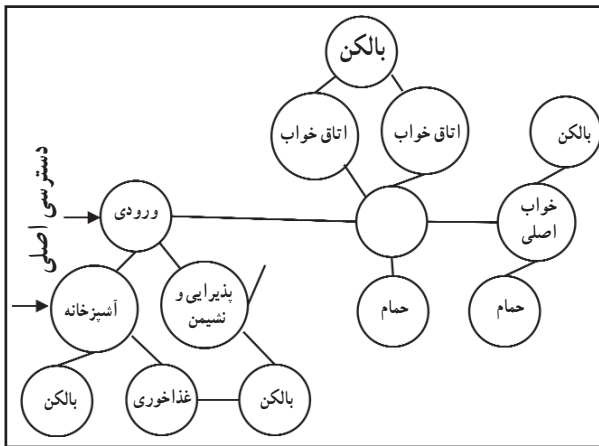 بالکن
اتاق خواب
اتاق خواب
بالکن
دسترسی اصلی
ورودی
خواب
اصلی
آشپزخانه
پذیرایی و
نشیمن
حمام
حمام
بالکن
غذاخوری
بالکن